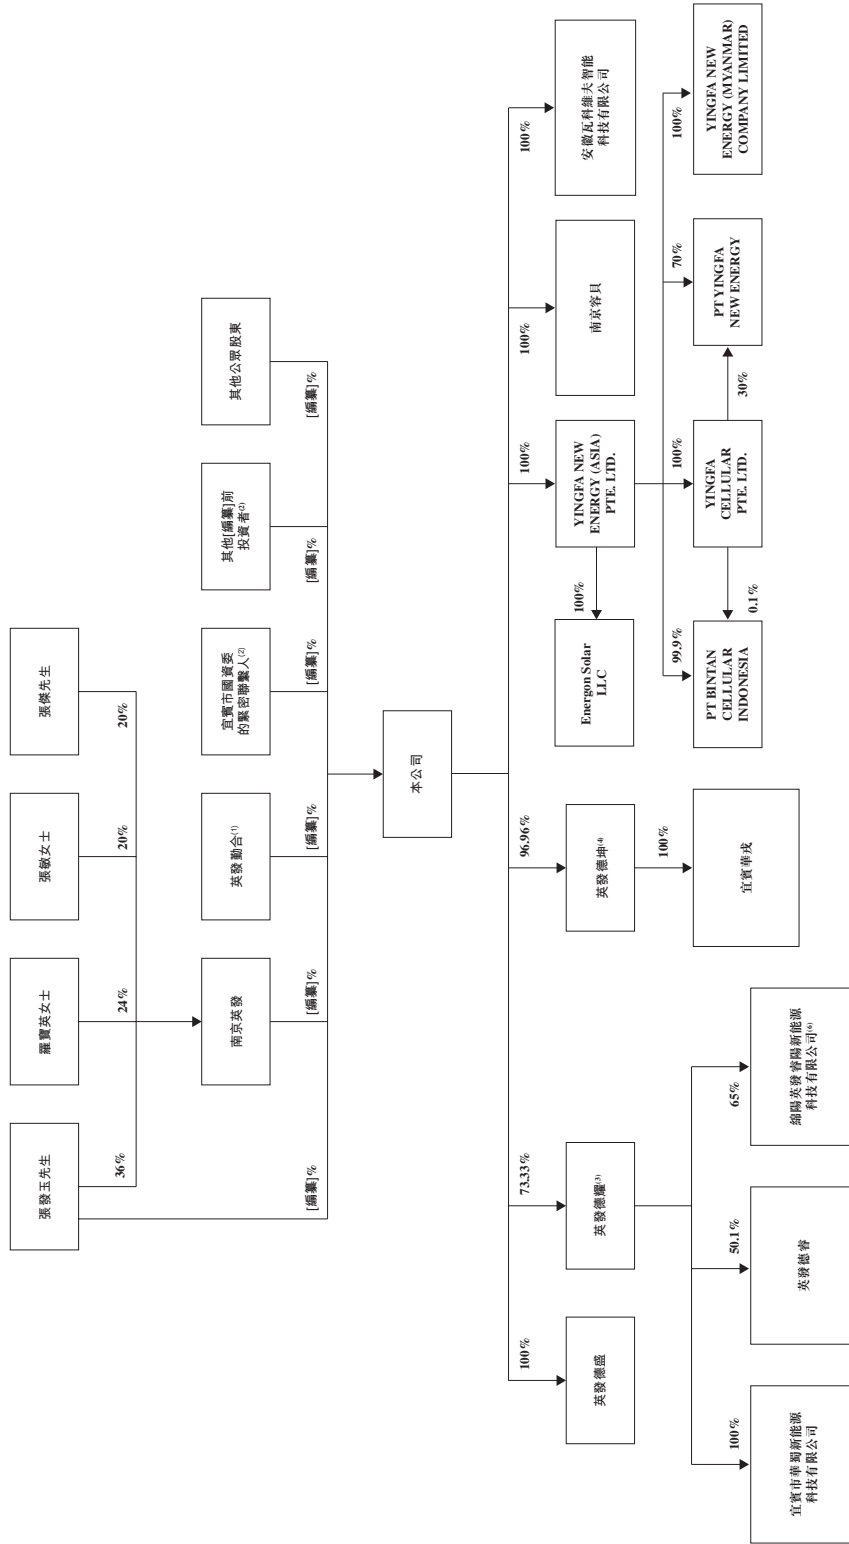 張發玉先生
羅寶英女士
張敏女士
張傑先生
36%
24%
20%
20%
南京英發
英發勤合(1)
宜賓市國資委
的緊密聯繫人(2)
其他[編纂]前
投資者(2)
其他公眾股東
[編纂]%
[編纂]%
[編纂]%
[編纂]%
[編纂]%
[編纂]%
本公司
100%
73.33%
96.96%
100%
100%
100%
英發德盛
英發德耀(3)
英發德坤(4)
Energon Solar
LLC
100%
YINGFA NEW
ENERGY (ASIA)
PTE. LTD.
南京容貝
安徽瓦科維夫智能
科技有限公司
100%
99.9%
100%
70%
100%
宜賓華戎
PT BINTAN
CELLULAR
INDONESIA
0.1%
YINGFA
CELLULAR
PTE. LTD.
30%
PT YINGFA
NEW ENERGY
YINGFA NEW
ENERGY (MYANMAR)
COMPANY LIMITED
100%
50.1%
65%
宜賓市華蜀新能源
科技有限公司
英發德睿
綿陽英發睿陽新能源
科技有限公司(6)